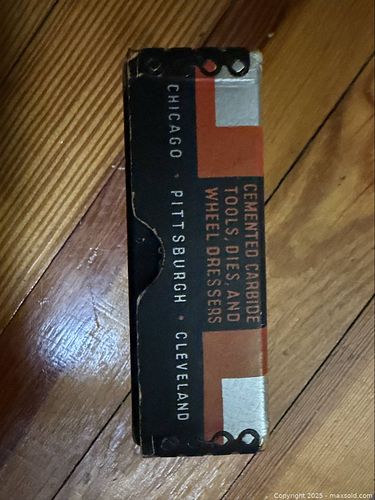 CEMENTED CARBIDE
TOOLS, DIES, AND
WHEEL DRESSERS
CHICAGO • PITTSBURGH • CLEVELAND
Copyright 2025 - maxsold.com